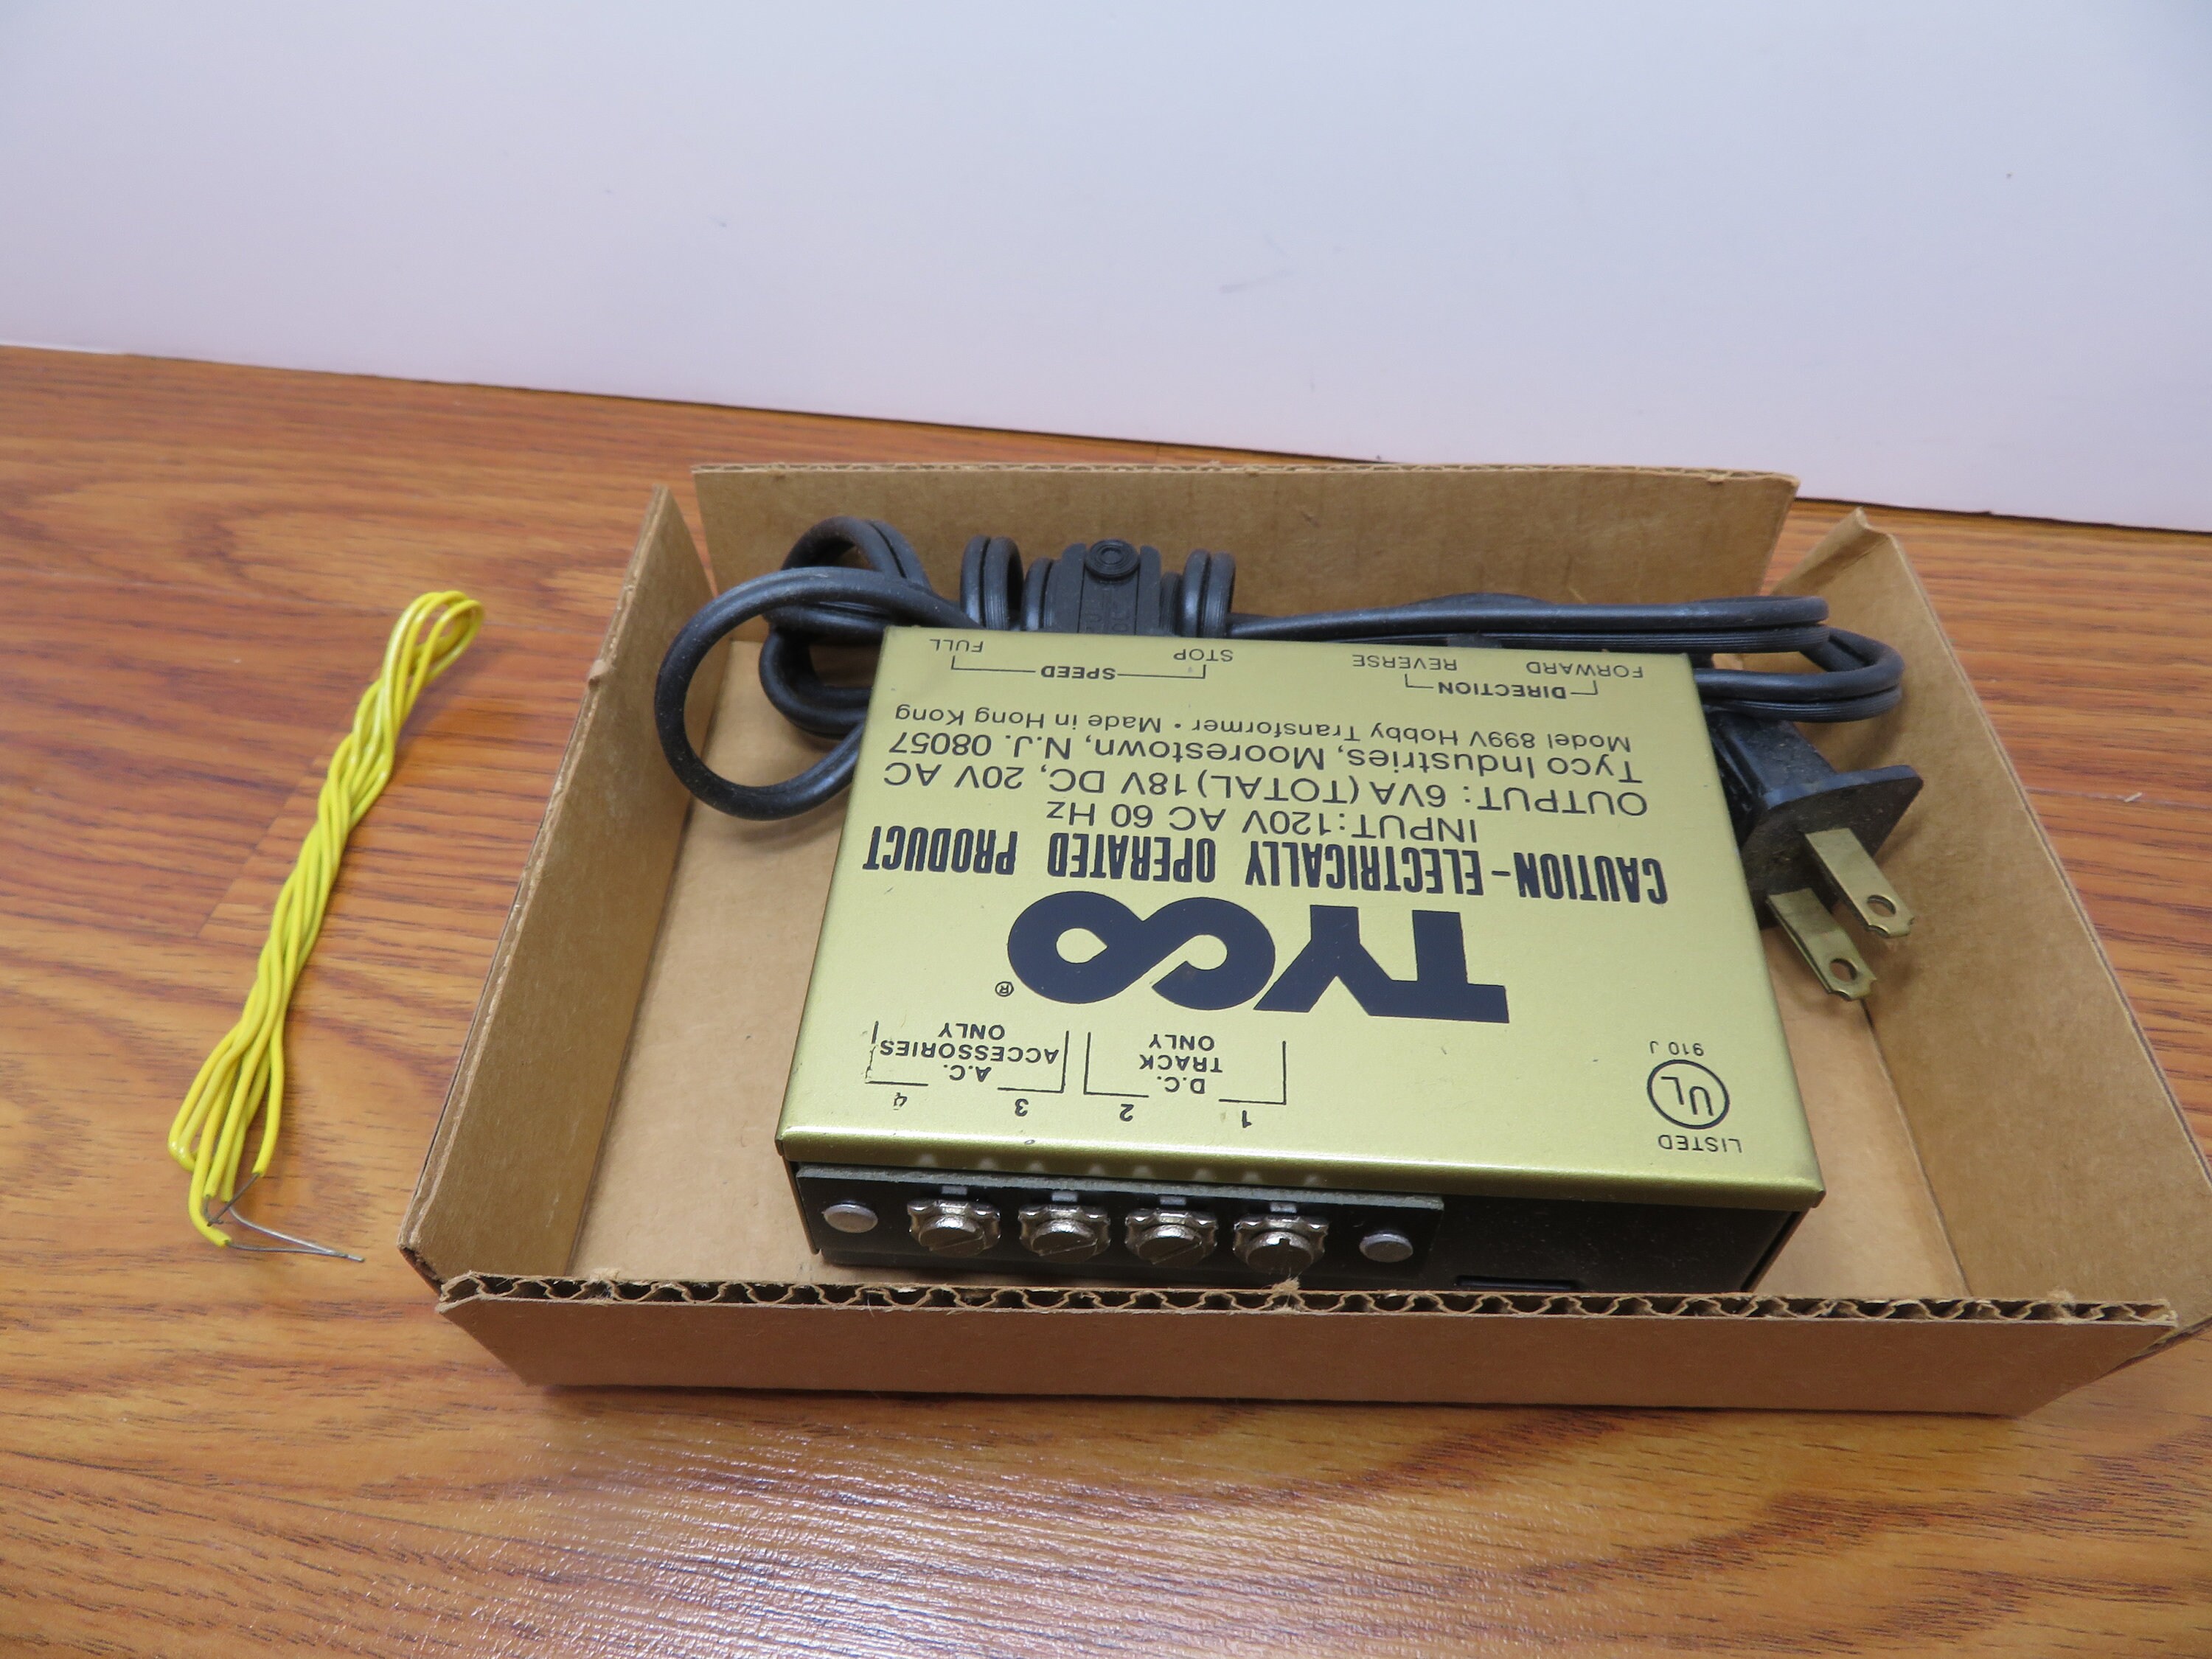 FULL STOP REVERSE FORWARD
SPEED DIRECTION
Model 899V Hobby Transformer • Made in Hong Kong
Tyco Industries, Moorestown, N.J. 08057
OUTPUT: 6VA (TOTAL) 18V DC, 20V AC
INPUT: 120V AC 60 Hz
CAUTION-ELECTRICALLY OPERATED PRODUCT
TYCO®
D.C.
TRACK
ONLY
A.C.
ACCESSORIES
ONLY
1 2 3 4
910 J
UL
LISTED